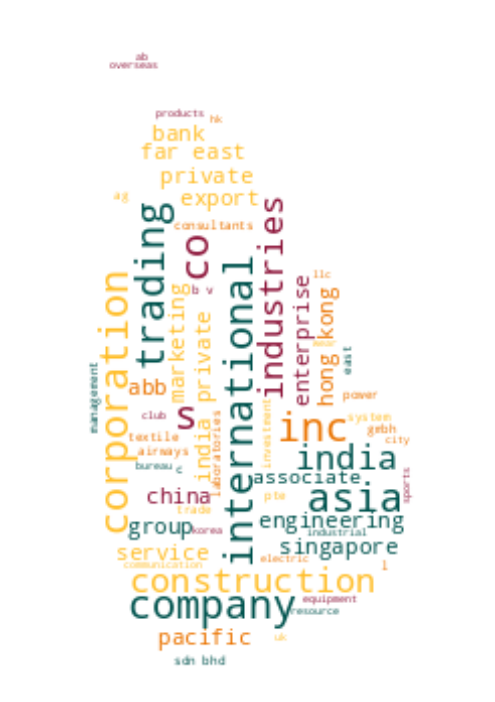 ab
overseas
products
hk
bank
far east
private
ag
export
consultants
trading
co
industries
international
b v
llc
corporation
marketing
india private
enterprise
hong kong
east
management
abb
power
club
s
inc
system
gmbh
city
textile
airways
laboratories
investment
india
bureau
c
associate
sports
china
pte
asia
trade
group
korea
engineering
industrial
service
singapore
communication
electric
l
construction
company
equipment
resource
pacific
uk
sdn bhd